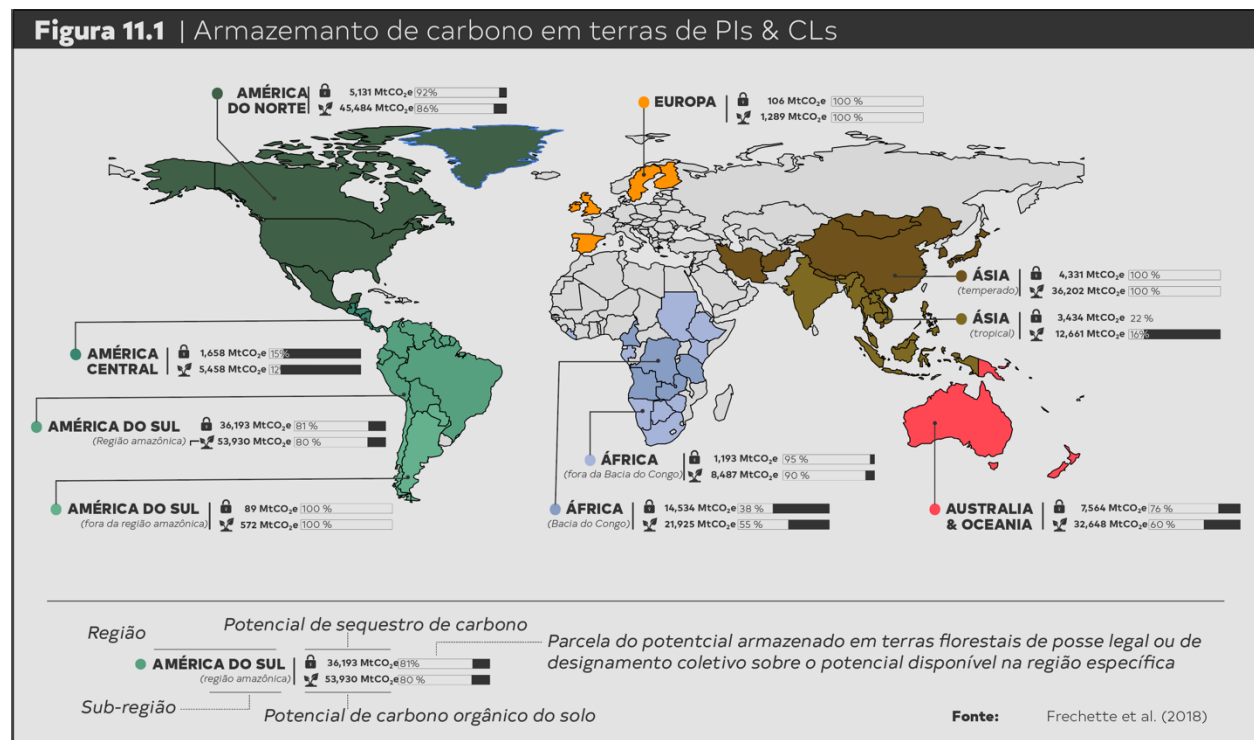 Figura 11.1 | Armazemanto de carbono em terras de PIs & CLs
AMÉRICA DO NORTE
5,131 MtCO₂e 92%
45,484 MtCO₂e 86%
EUROPA
106 MtCO₂e 100 %
1,289 MtCO₂e 100 %
ÁSIA
(temperado)
4,331 MtCO₂e 100 %
36,202 MtCO₂e 100 %
ÁSIA
(tropical)
3,434 MtCO₂e 22 %
12,661 MtCO₂e 16%
AMÉRICA CENTRAL
1,658 MtCO₂e 15%
5,458 MtCO₂e 12
AMÉRICA DO SUL
(Região amazônica)
36,193 MtCO₂e 81 %
53,930 MtCO₂e 80 %
ÁFRICA
(fora da Bacia do Congo)
1,193 MtCO₂e 95 %
8,487 MtCO₂e 90 %
AMÉRICA DO SUL
(fora da região amazônica)
89 MtCO₂e 100 %
572 MtCO₂e 100 %
ÁFRICA
(Bacia do Congo)
14,534 MtCO₂e 38 %
21,925 MtCO₂e 55 %
AUSTRALIA & OCEANIA
7,564 MtCO₂e 76 %
32,648 MtCO₂e 60 %
Região
Potencial de sequestro de carbono
AMÉRICA DO SUL
(região amazônica)
36,193 MtCO₂e 81%
53,930 MtCO₂e 80 %
Sub-região
Potencial de carbono orgânico do solo
Parcela do potentcial armazenado em terras florestais de posse legal ou de
designamento coletivo sobre o potencial disponível na região específica
Fonte: Frechette et al. (2018)